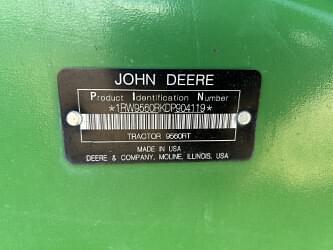 JOHN DEERE
Product Identification Number
*1RW9560RKDP904119*
TRACTOR 9560RT
MADE IN USA
DEERE & COMPANY, MOLINE, ILLINOIS, USA